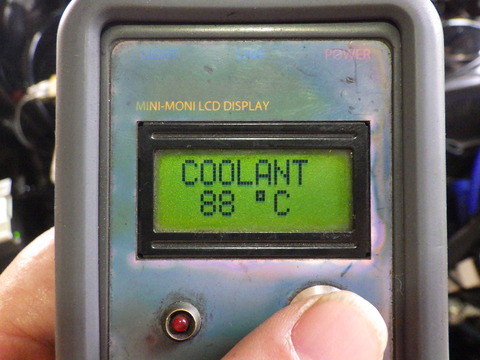 POWER
MINI-MONI LCD DISPLAY
COOLANT
88 °C